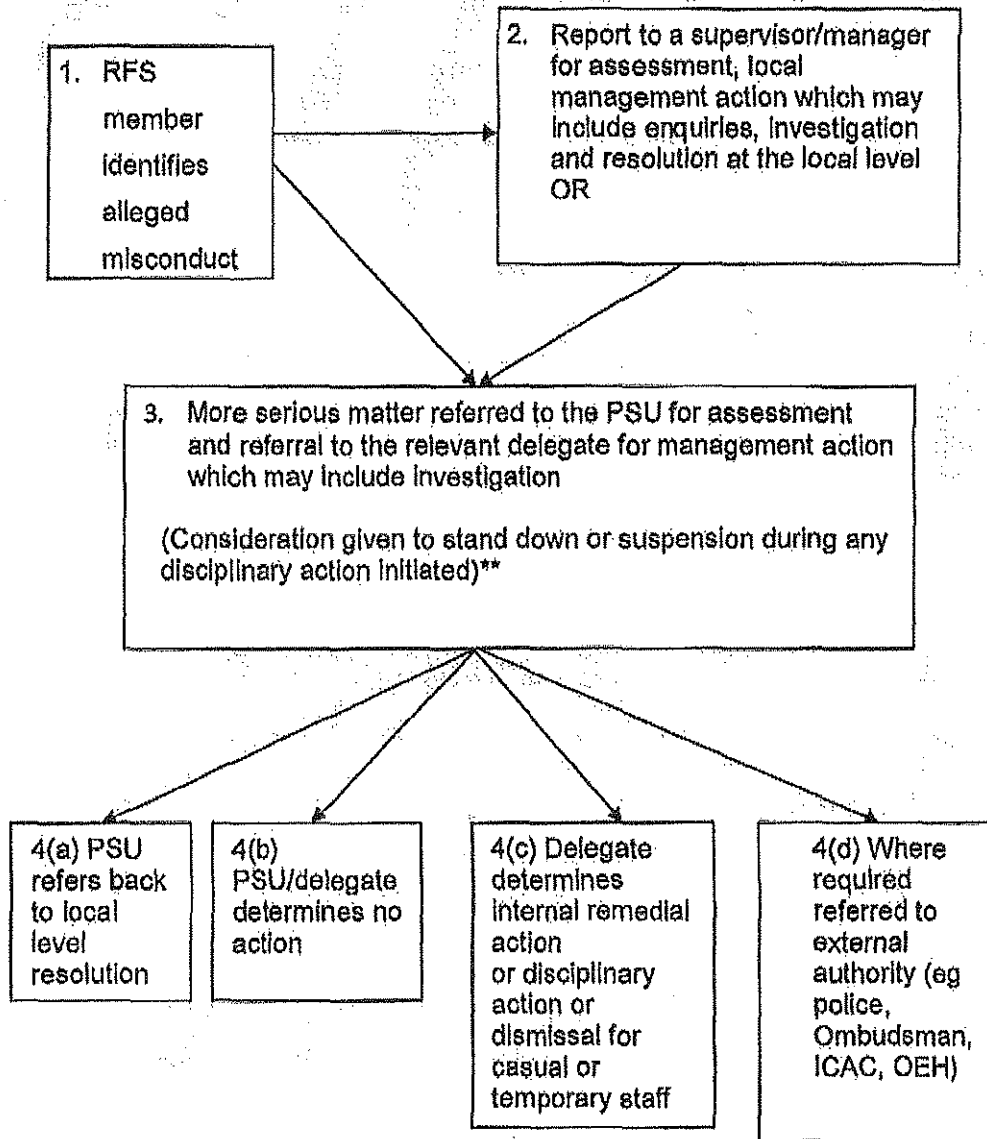 1. RFS
member
identifies
alleged
misconduct
2. Report to a supervisor/manager
for assessment, local
management action which may
include enquiries, investigation
and resolution at the local level
OR
3. More serious matter referred to the PSU for assessment
and referral to the relevant delegate for management action
which may include investigation
(Consideration given to stand down or suspension during any
disciplinary action initiated)**
4(a) PSU
refers back
to local
level
resolution
4(b)
PSU/delegate
determines no
action
4(c) Delegate
determines
internal remedial
action
or disciplinary
action or
dismissal for
casual or
temporary staff
4(d) Where
required
referred to
external
authority (eg
police,
Ombudsman,
ICAC, OEH)